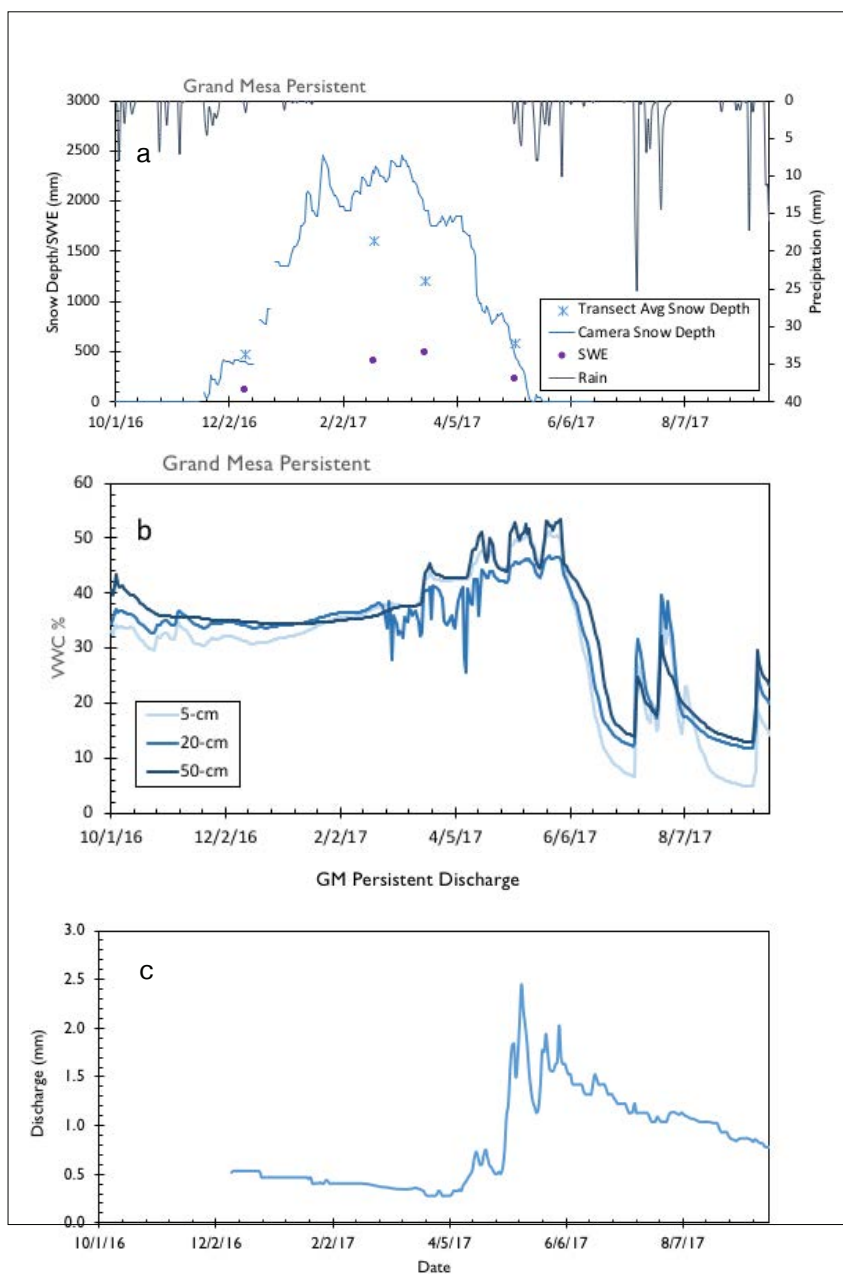 Grand Mesa Persistent
3000
2500
2000
1500
1000
500
0
Snow Depth/SWE (mm)
a
0
5
10
15
20
25
30
35
40
Precipitation (mm)
Transect Avg Snow Depth
Camera Snow Depth
SWE
Rain
10/1/16 12/2/16 2/2/17 4/5/17 6/6/17 8/7/17
Grand Mesa Persistent
60
50
40
30
20
10
0
VWC %
b
5-cm
20-cm
50-cm
10/1/16 12/2/16 2/2/17 4/5/17 6/6/17 8/7/17
GM Persistent Discharge
3.0
2.5
2.0
1.5
1.0
0.5
0.0
Discharge (mm)
c
10/1/16 12/2/16 2/2/17 4/5/17 6/6/17 8/7/17
Date